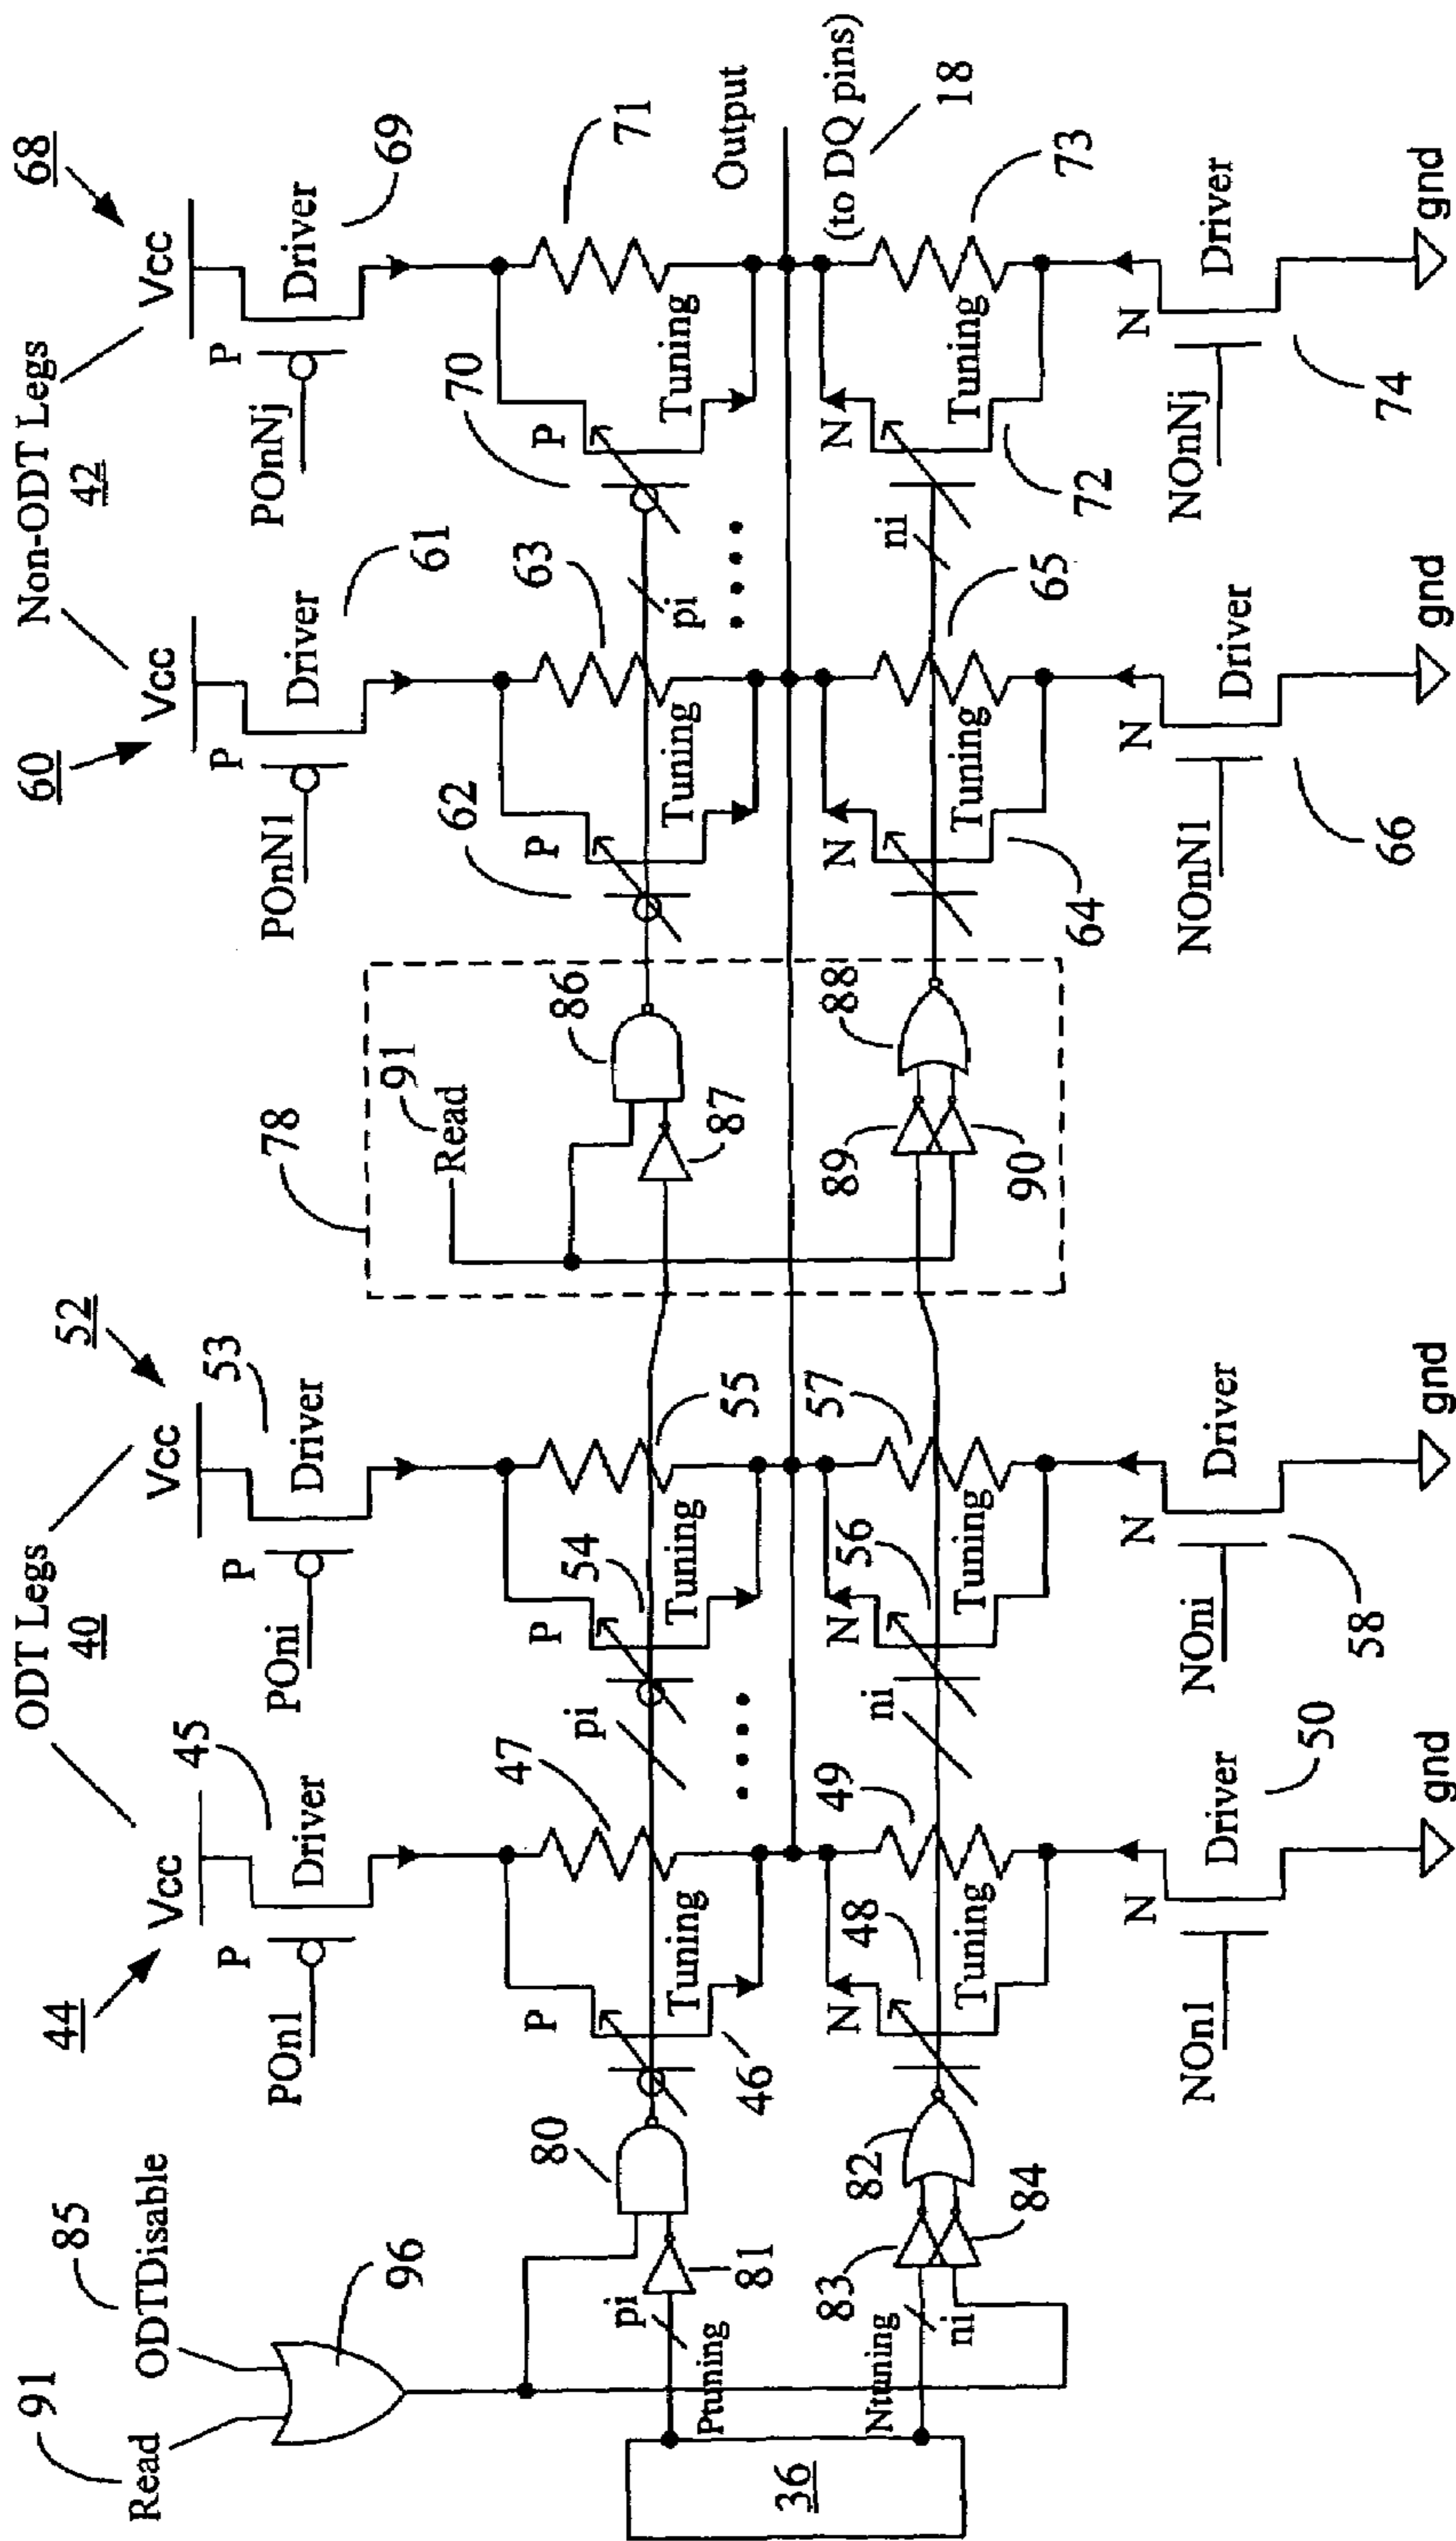 91
Read
85
ODTDisable
96
36
Ptuning
pi
81
80
Ntuning
ni
83
84
82
ODT Legs
40
44
Vcc
45
POn1
P
Driver
P
46
Tuning
47
48
N
Tuning
49
NOn1
N
Driver
50
gnd
52
Vcc
53
POni
P
Driver
pi
P
54
Tuning
55
ni
N
56
Tuning
57
NOni
N
Driver
58
gnd
78
91
Read
87
86
89
90
88
Non-ODT Legs
42
60
Vcc
61
POnN1
P
Driver
62
P
Tuning
63
pi
N
64
Tuning
65
NOnN1
N
Driver
66
gnd
68
Vcc
69
POnNj
P
Driver
70
P
Tuning
71
Output
(to DQ pins)
18
ni
N
72
Tuning
73
NOnNj
N
Driver
74
gnd